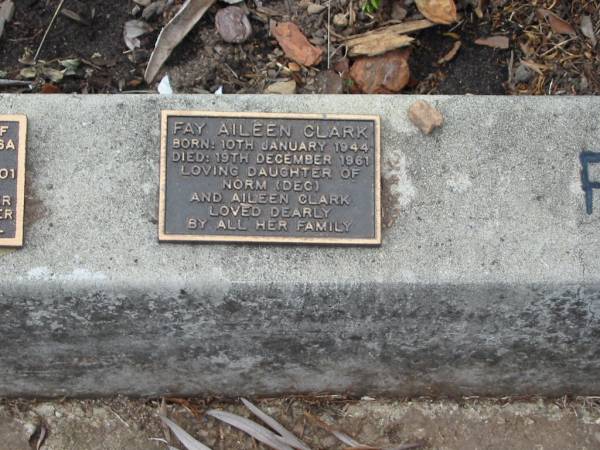 FAY AILEEN CLARK
BORN: 10TH JANUARY 1944
DIED: 19TH DECEMBER 1961
LOVING DAUGHTER OF
NORM (DEC)
AND AILEEN CLARK
LOVED DEARLY
BY ALL HER FAMILY